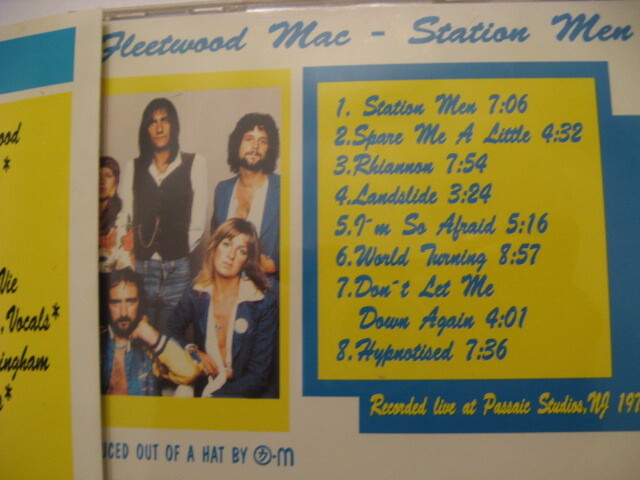 Fleetwood Mac - Station Men
1. Station Men 7:06
2.Spare Me A Little 4:32
3.Rhiannon 7:54
4.Landslide 3:24
5.I´m So Afraid 5:16
6.World Turning 8:57
7.Don´t Let Me
Down Again 4:01
8.Hypnotised 7:36
Recorded live at Passaic Studios,NJ 197
UCED OUT OF A HAT BY カ-m
ood
*
Vie
, Vocals*
ingham
*